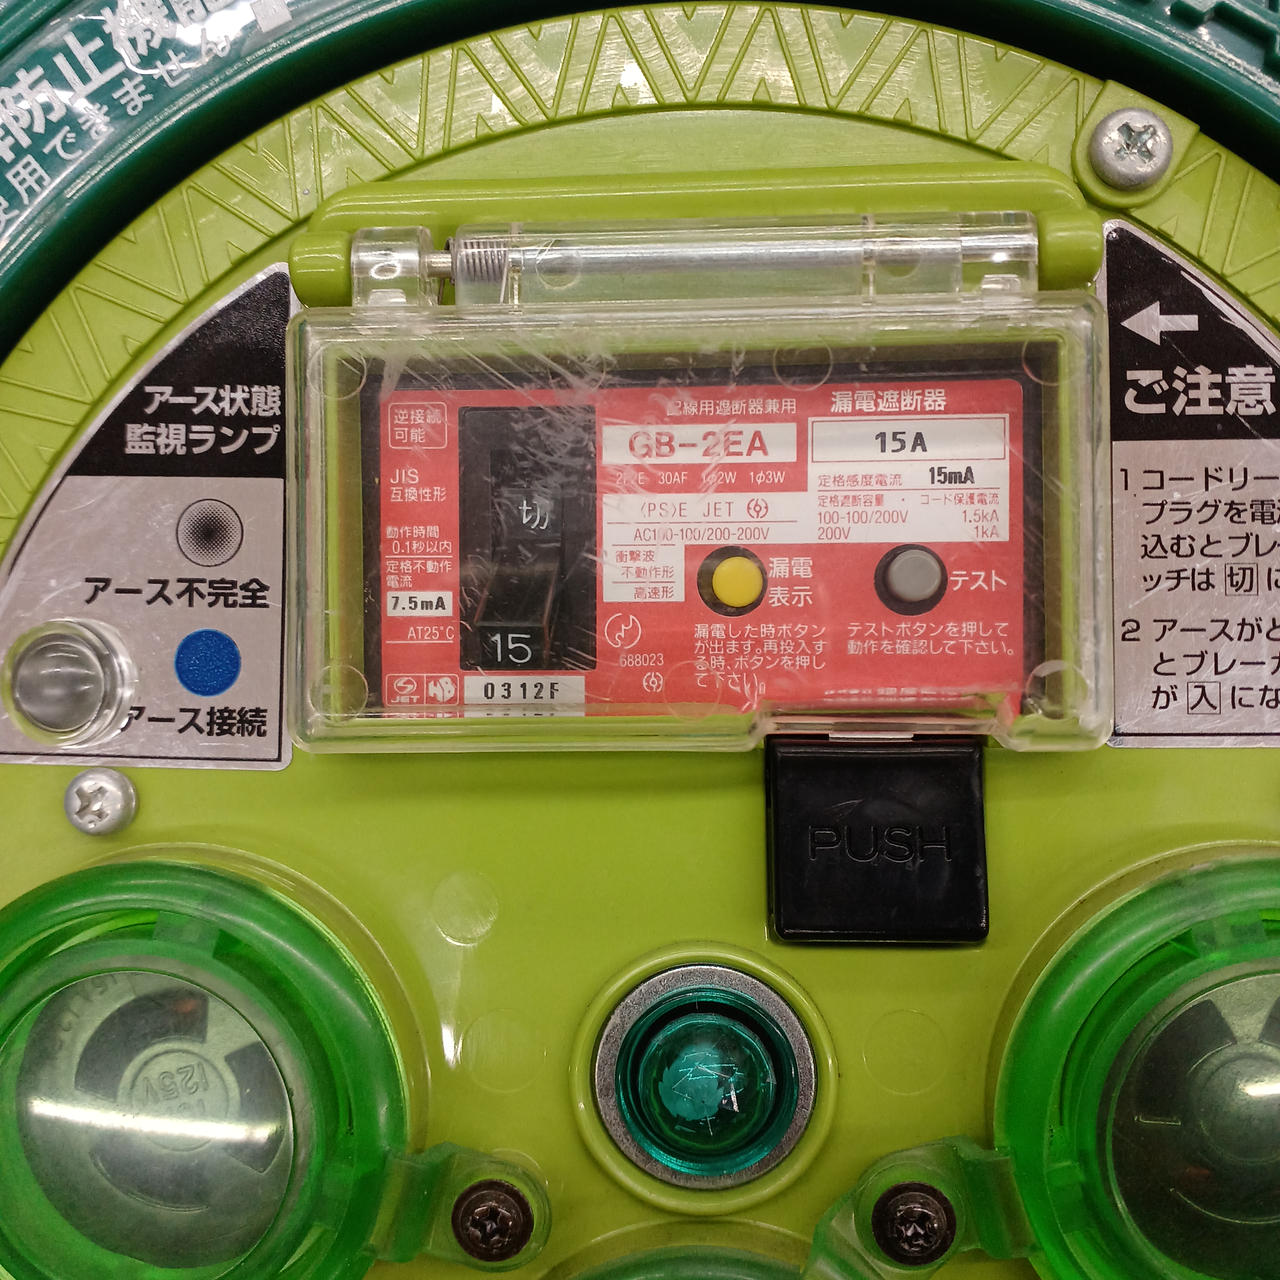 防止機能
使用できません
アース状態
監視ランプ
アース不完全
アース接続
逆接続
可能
JIS
互換性形
動作時間
0.1秒以内
定格不動作
電流
7.5mA
AT25°C
JET
切
15
0312F
配線用遮断器兼用
漏電遮断器
GB-2EA
15A
2P2E 30AF 1φ2W 1φ3W
定格感度電流 15mA
〈PS〉E JET
定格遮断容量・コード保護電流
100-100/200V 1.5kA
200V 1kA
AC100-100/200-200V
衝撃波
不動作形
高速形
漏電
表示
テスト
688023
漏電した時ボタン
が出ます。再投入す
る時、ボタンを押し
て下さい。
テストボタンを押して
動作を確認して下さい。
PUSH
ご注意
1 コードリー
プラグを電
込むとブレー
ッチは 切 に
2 アースがと
とブレーカ
が 入 にな
125V